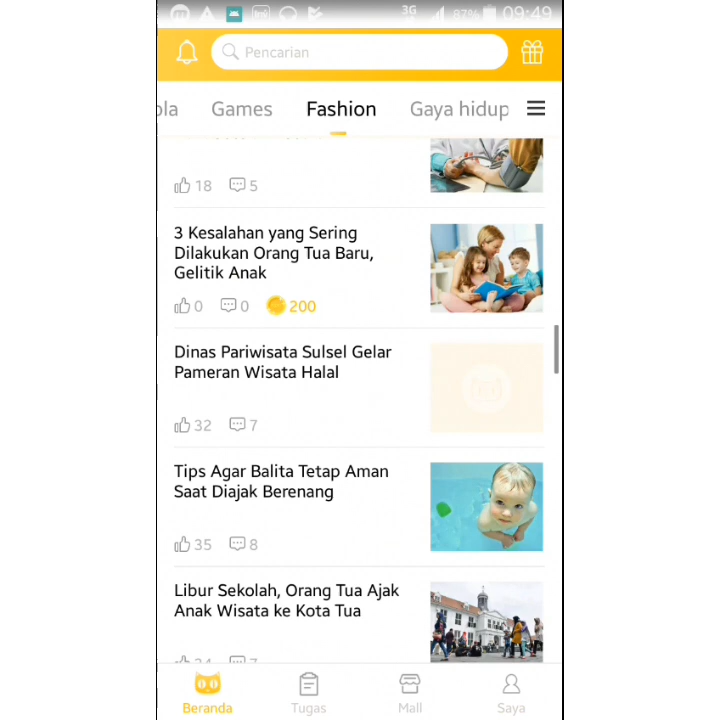 3G 87% 09:49
Pencarian
ola Games Fashion Gaya hidup
18 5
3 Kesalahan yang Sering
Dilakukan Orang Tua Baru,
Gelitik Anak
0 0 200
Dinas Pariwisata Sulsel Gelar
Pameran Wisata Halal
32 7
Tips Agar Balita Tetap Aman
Saat Diajak Berenang
35 8
Libur Sekolah, Orang Tua Ajak
Anak Wisata ke Kota Tua
Beranda Tugas Mall Saya